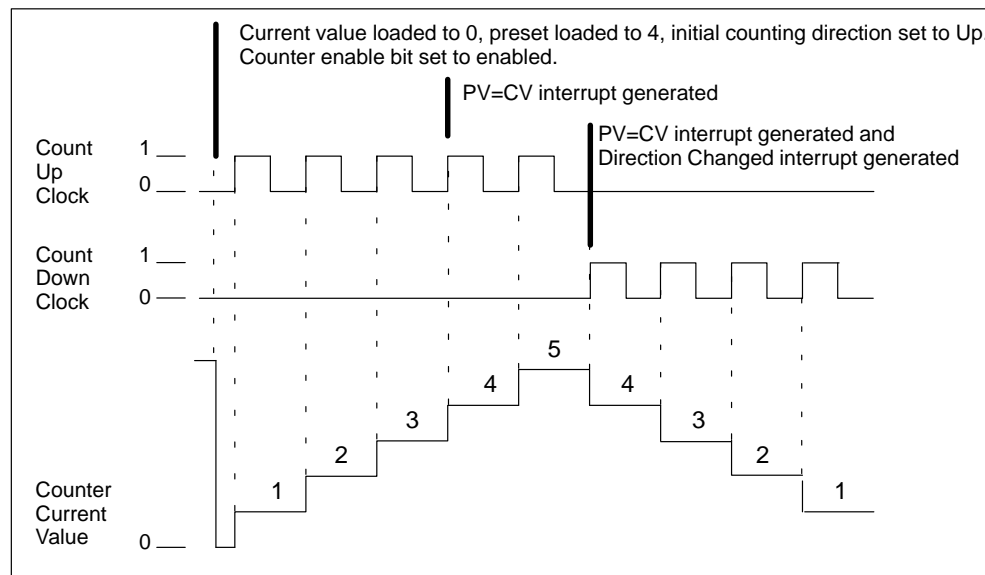 Current value loaded to 0, preset loaded to 4, initial counting direction set to Up.
Counter enable bit set to enabled.
PV=CV interrupt generated
PV=CV interrupt generated and
Direction Changed interrupt generated
Count
Up
Clock
1
0
Count
Down
Clock
1
0
5
4
4
3
3
2
2
1
1
Counter
Current
Value
0